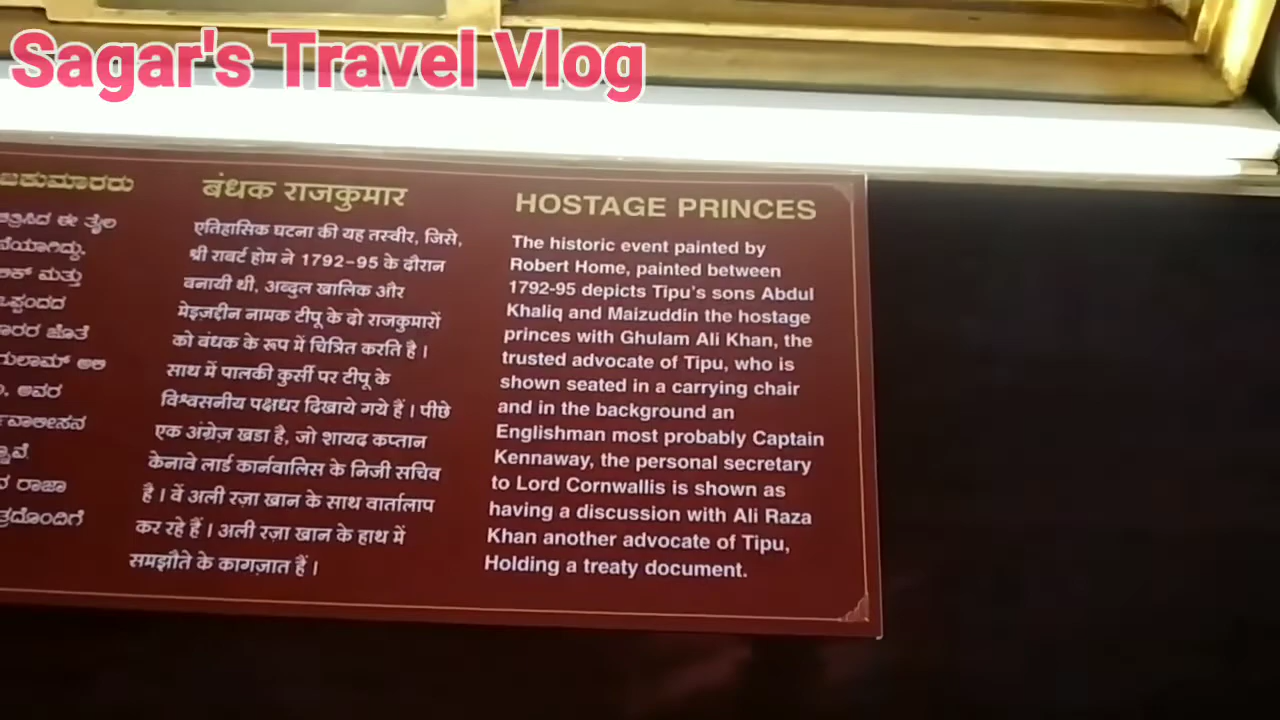 Sagar's Travel Vlog
ಮತ್ತು
ಜೊತೆ
ಗುಲಾಮ್ ಅಲಿ
ಅವರ
ರಾಜಾ
बंधक राजकुमार
एतिहासिक घटना की यह तस्वीर, जिसे,
श्री राबर्ट होम ने 1792-95 के दौरान
बनायी थी, अब्दुल खालिक और
मेइज़द्दीन नामक टीपू के दो राजकुमारों
को बंधक के रूप में चित्रित करति है ।
साथ में पालकी कुर्सी पर टीपू के
विश्वसनीय पक्षधर दिखाये गये हैं । पीछे
एक अंग्रेज़ खडा है, जो शायद कप्तान
केनावे लार्ड कार्नवालिस के निजी सचिव
है । वें अली रज़ा खान के साथ वार्तालाप
कर रहे हैं । अली रज़ा खान के हाथ में
समझौते के कागज़ात हैं ।
HOSTAGE PRINCES
The historic event painted by
Robert Home, painted between
1792-95 depicts Tipu's sons Abdul
Khaliq and Maizuddin the hostage
princes with Ghulam Ali Khan, the
trusted advocate of Tipu, who is
shown seated in a carrying chair
and in the background an
Englishman most probably Captain
Kennaway, the personal secretary
to Lord Cornwallis is shown as
having a discussion with Ali Raza
Khan another advocate of Tipu,
Holding a treaty document.